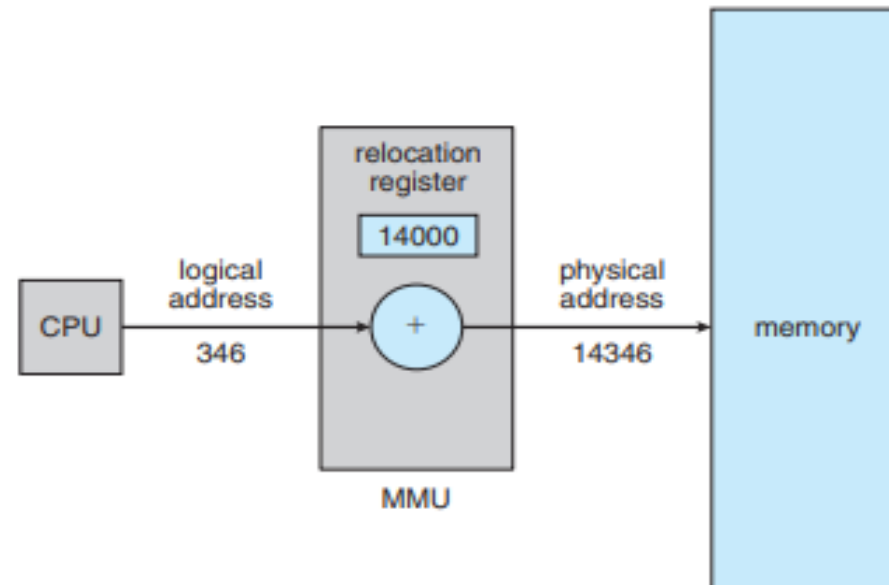 relocation
register
14000
logical
address
physical
address
CPU
+
memory
346
14346
MMU